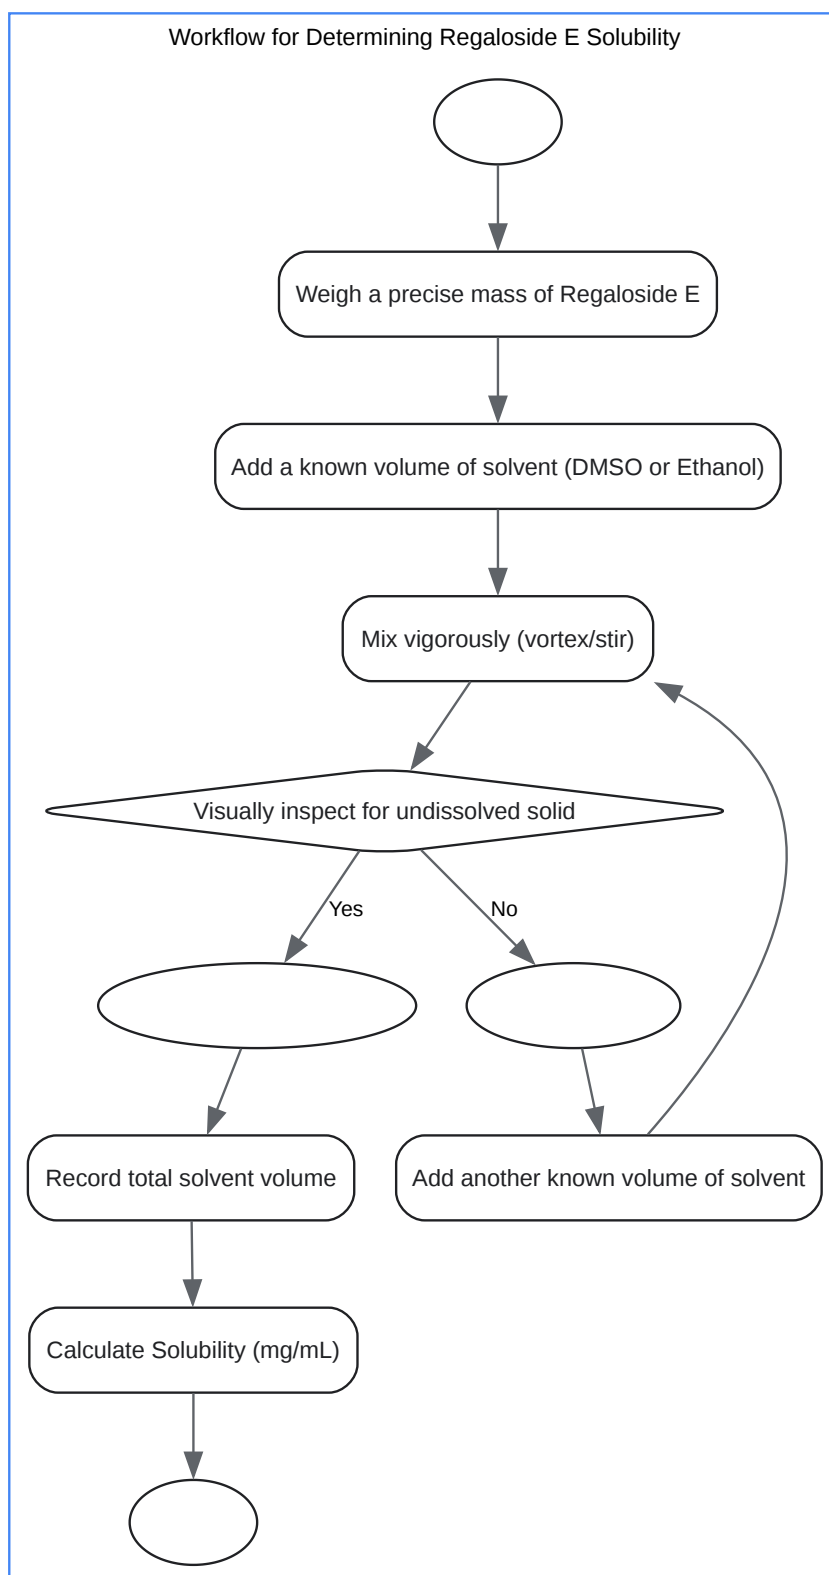 Workflow for Determining Regaloside E Solubility
Weigh a precise mass of Regaloside E
Add a known volume of solvent (DMSO or Ethanol)
Mix vigorously (vortex/stir)
Visually inspect for undissolved solid
Yes
No
Record total solvent volume
Add another known volume of solvent
Calculate Solubility (mg/mL)